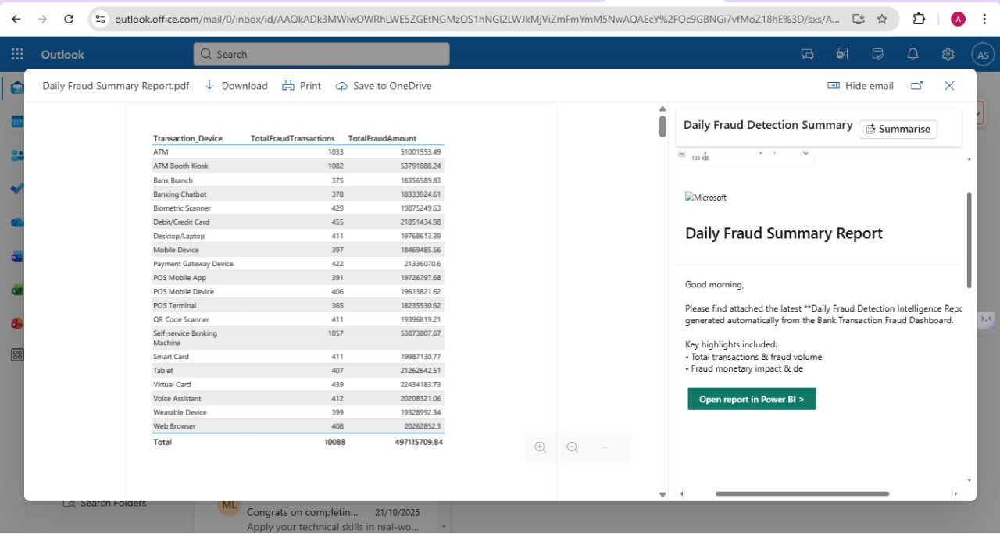 outlook.office.com/mail/0/inbox/id/AAQkADk3MWIwOWRhLWE5ZGEtNGMzOS1hNGI2LWJkMjViZmFmYmM5NwAQAEcY%2FQc9GBNGi7vfMoZ18hE%3D/sxs/A...
A
Outlook
Search
AS
Daily Fraud Summary Report.pdf
Download
Print
Save to OneDrive
Hide email
Transaction_Device TotalFraudTransactions TotalFraudAmount
ATM 1033 51001553.49
ATM Booth Kiosk 1082 53791888.24
Bank Branch 375 18356589.83
Banking Chatbot 378 18333924.61
Biometric Scanner 429 19875249.63
Debit/Credit Card 455 21851434.98
Desktop/Laptop 411 19768613.39
Mobile Device 397 18469485.56
Payment Gateway Device 422 21336070.6
POS Mobile App 391 19726797.68
POS Mobile Device 406 19613821.62
POS Terminal 365 18235530.62
QR Code Scanner 411 19396819.21
Self-service Banking 1057 53873807.67
Machine
Smart Card 411 19987130.77
Tablet 407 21262642.51
Virtual Card 439 22434183.73
Voice Assistant 412 20208321.06
Wearable Device 399 19328992.34
Web Browser 408 20262852.3
Total 10088 497115709.84
Daily Fraud Detection Summary
Summarise
193 KB
Microsoft
Daily Fraud Summary Report
Good morning,
Please find attached the latest **Daily Fraud Detection Intelligence Repc
generated automatically from the Bank Transaction Fraud Dashboard.
Key highlights included:
• Total transactions & fraud volume
• Fraud monetary impact & de
Open report in Power BI >
Search Folders
ML
Congrats on completin... 21/10/2025
Apply your technical skills in real-wo...